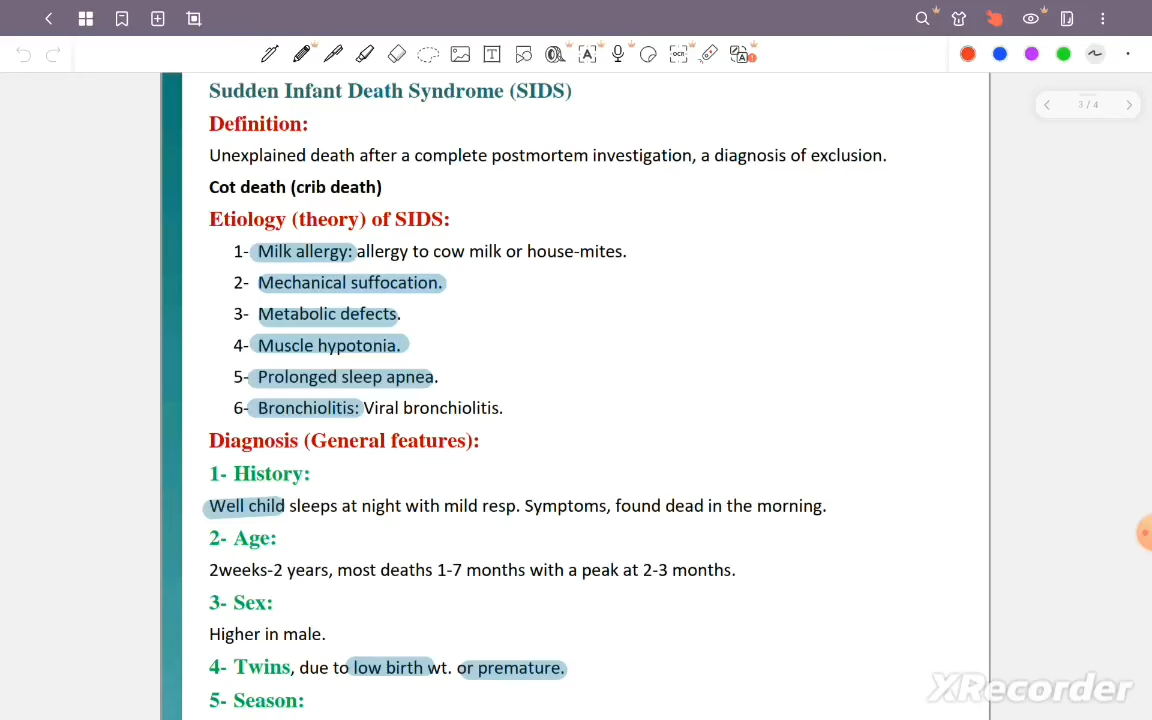 3 / 4
Sudden Infant Death Syndrome (SIDS)
Definition:
Unexplained death after a complete postmortem investigation, a diagnosis of exclusion.
Cot death (crib death)
Etiology (theory) of SIDS:
1- Milk allergy: allergy to cow milk or house-mites.
2- Mechanical suffocation.
3- Metabolic defects.
4- Muscle hypotonia.
5- Prolonged sleep apnea.
6- Bronchiolitis: Viral bronchiolitis.
Diagnosis (General features):
1- History:
Well child sleeps at night with mild resp. Symptoms, found dead in the morning.
2- Age:
2weeks-2 years, most deaths 1-7 months with a peak at 2-3 months.
3- Sex:
Higher in male.
4- Twins, due to low birth wt. or premature.
5- Season:
XRecorder